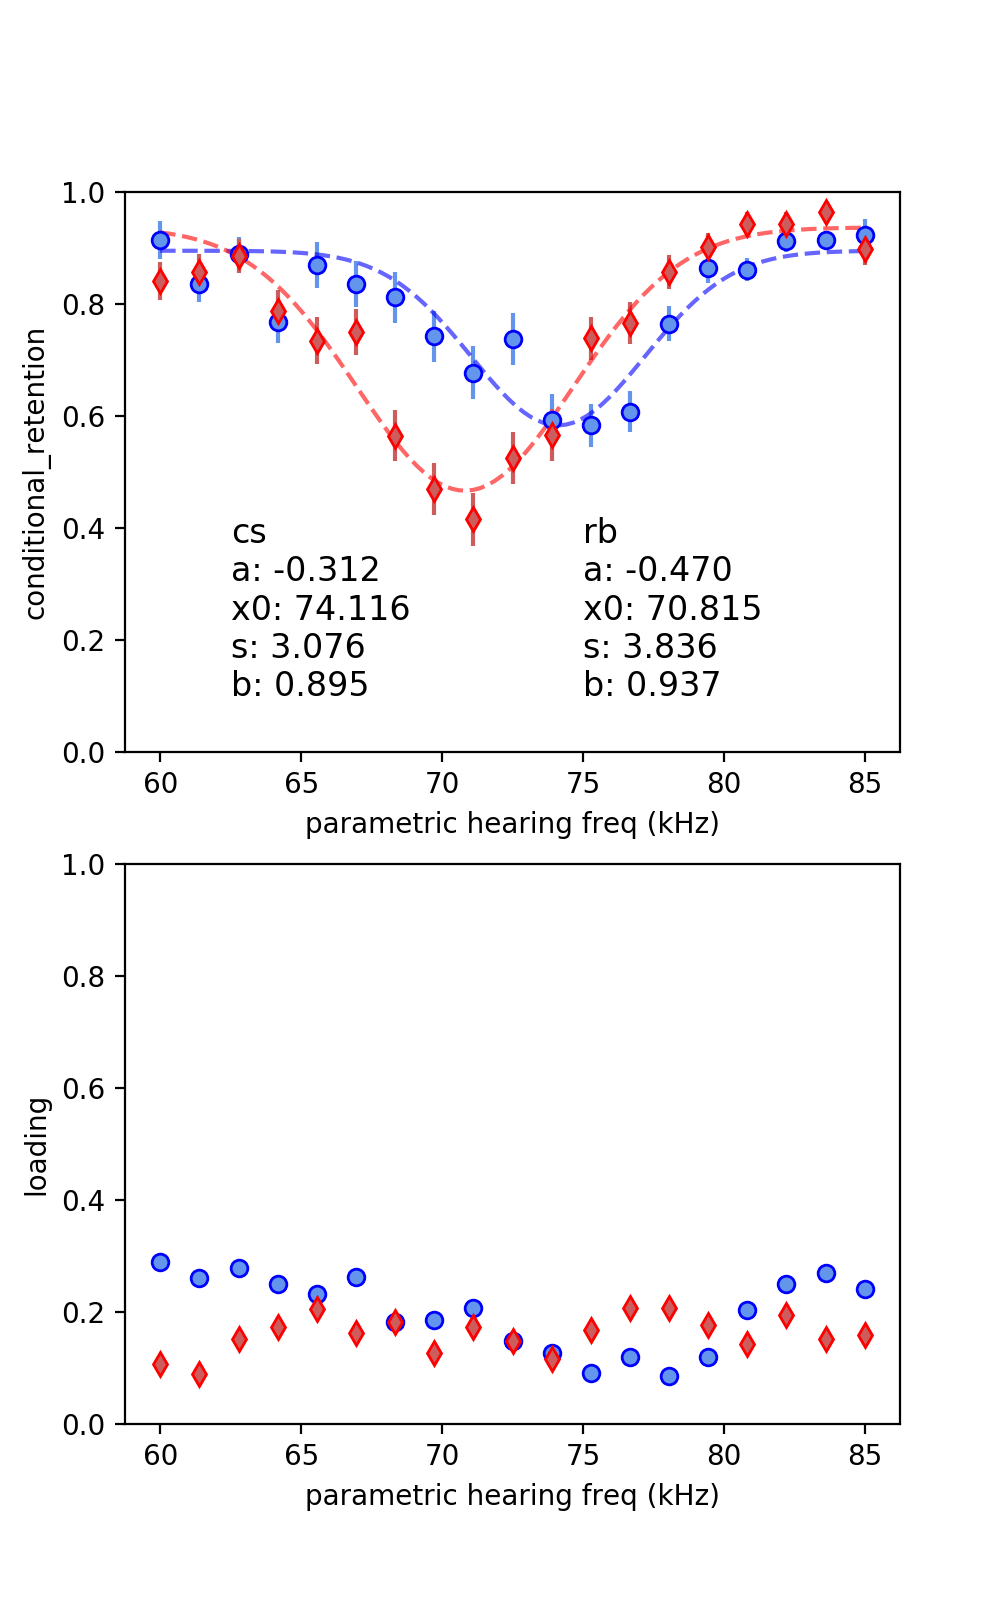 1.0
0.8
0.6
0.4
0.2
0.0
conditional_retention
cs
a: -0.312
x0: 74.116
s: 3.076
b: 0.895
rb
a: -0.470
x0: 70.815
s: 3.836
b: 0.937
60 65 70 75 80 85
parametric hearing freq (kHz)
1.0
0.8
0.6
0.4
0.2
0.0
loading
60 65 70 75 80 85
parametric hearing freq (kHz)